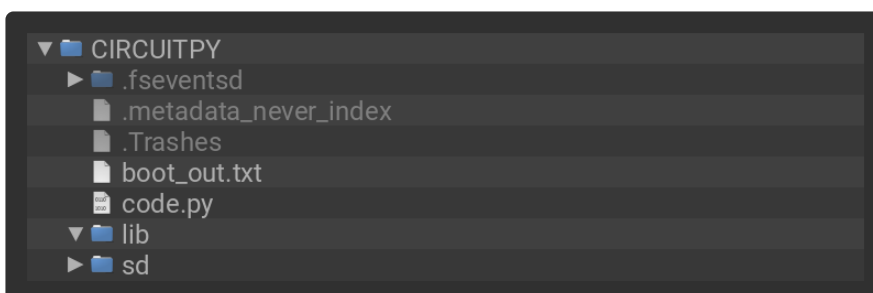 CIRCUITPY
.fseventsd
.metadata_never_index
.Trashes
boot_out.txt
code.py
lib
sd